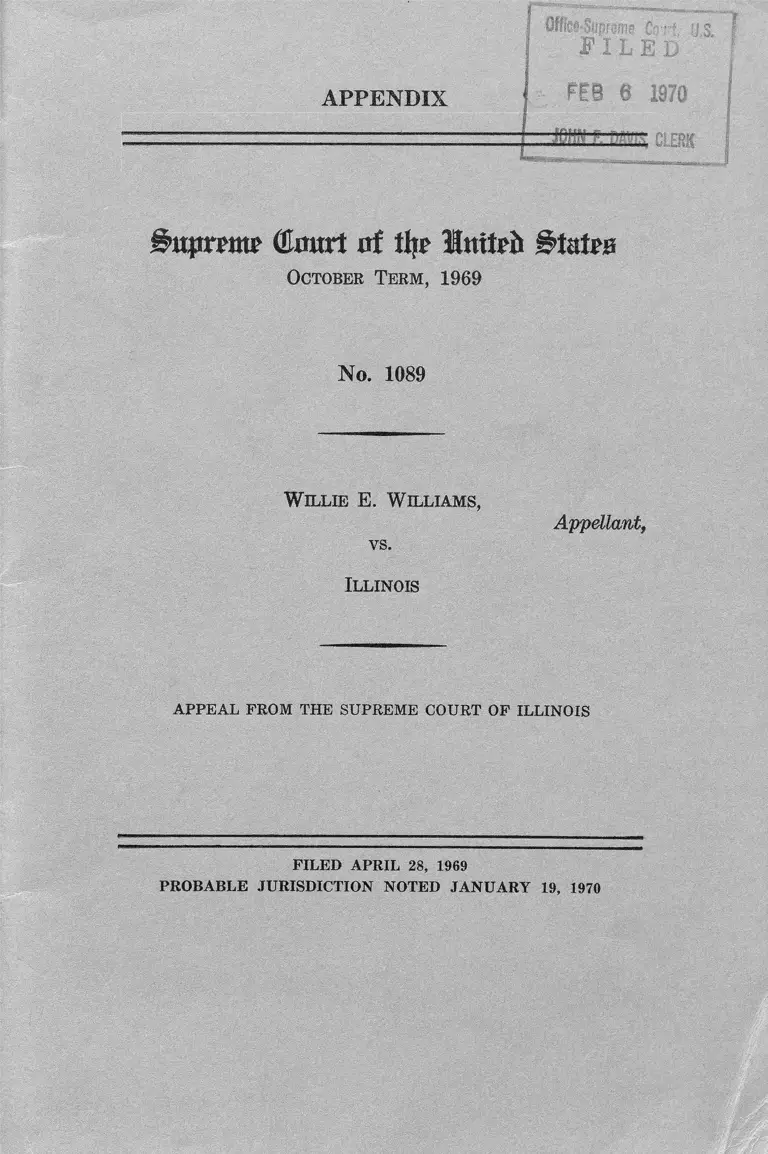 Office-Supreme Court, U.S.
FILED
FEB 6 1970
JOHN F. DAVIS, CLERK
APPENDIX
Supreme Court of the United States
OCTOBER TERM, 1969
No. 1089
WILLIE E. WILLIAMS,
Appellant,
vs.
ILLINOIS
APPEAL FROM THE SUPREME COURT OF ILLINOIS
FILED APRIL 28, 1969
PROBABLE JURISDICTION NOTED JANUARY 19, 1970